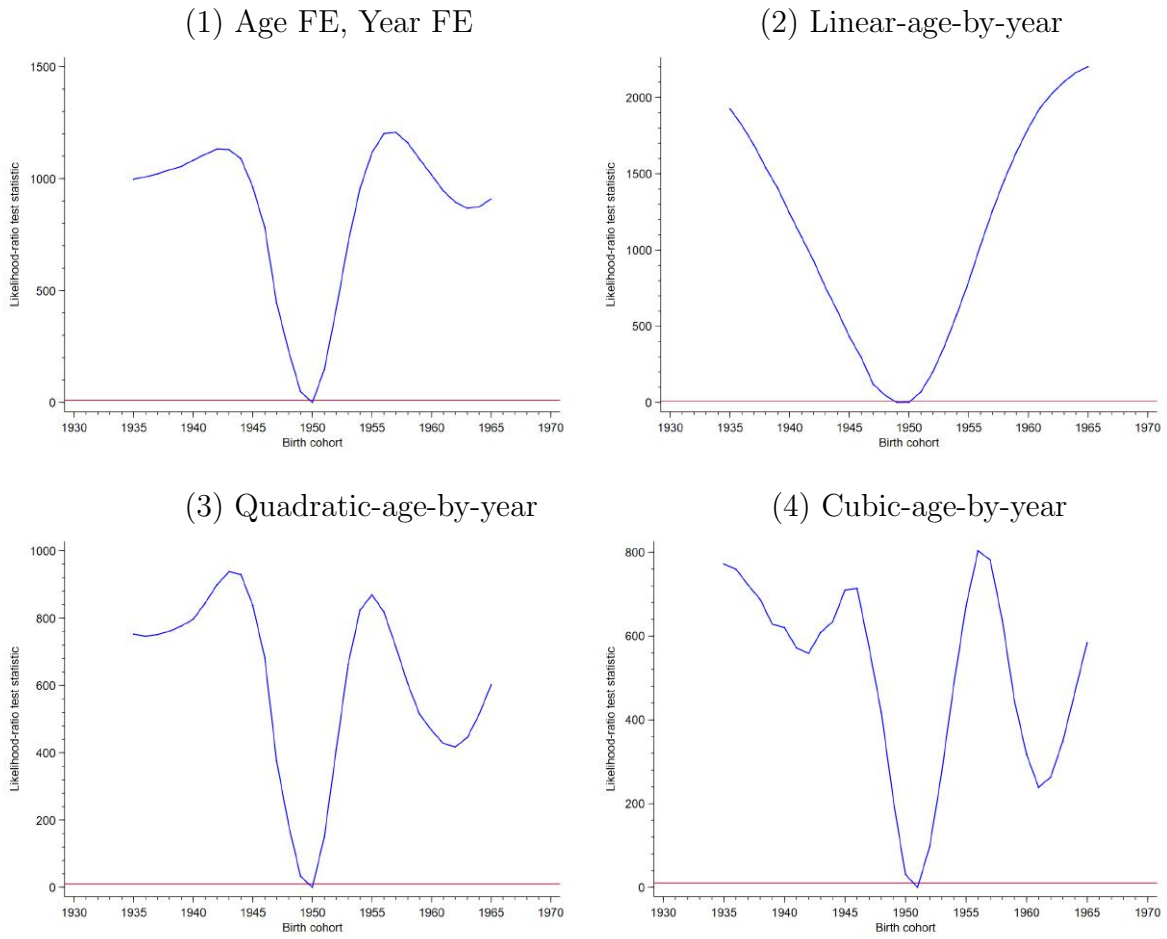 (1) Age FE, Year FE
Likelihood-ratio test statistic
1500
1000
500
0
1930 1935 1940 1945 1950 1955 1960 1965 1970
Birth cohort
(2) Linear-age-by-year
Likelihood-ratio test statistic
2000
1500
1000
500
0
1930 1935 1940 1945 1950 1955 1960 1965 1970
Birth cohort
(3) Quadratic-age-by-year
Likelihood-ratio test statistic
1000
800
600
400
200
0
1930 1935 1940 1945 1950 1955 1960 1965 1970
Birth cohort
(4) Cubic-age-by-year
Likelihood-ratio test statistic
800
600
400
200
0
1930 1935 1940 1945 1950 1955 1960 1965 1970
Birth cohort